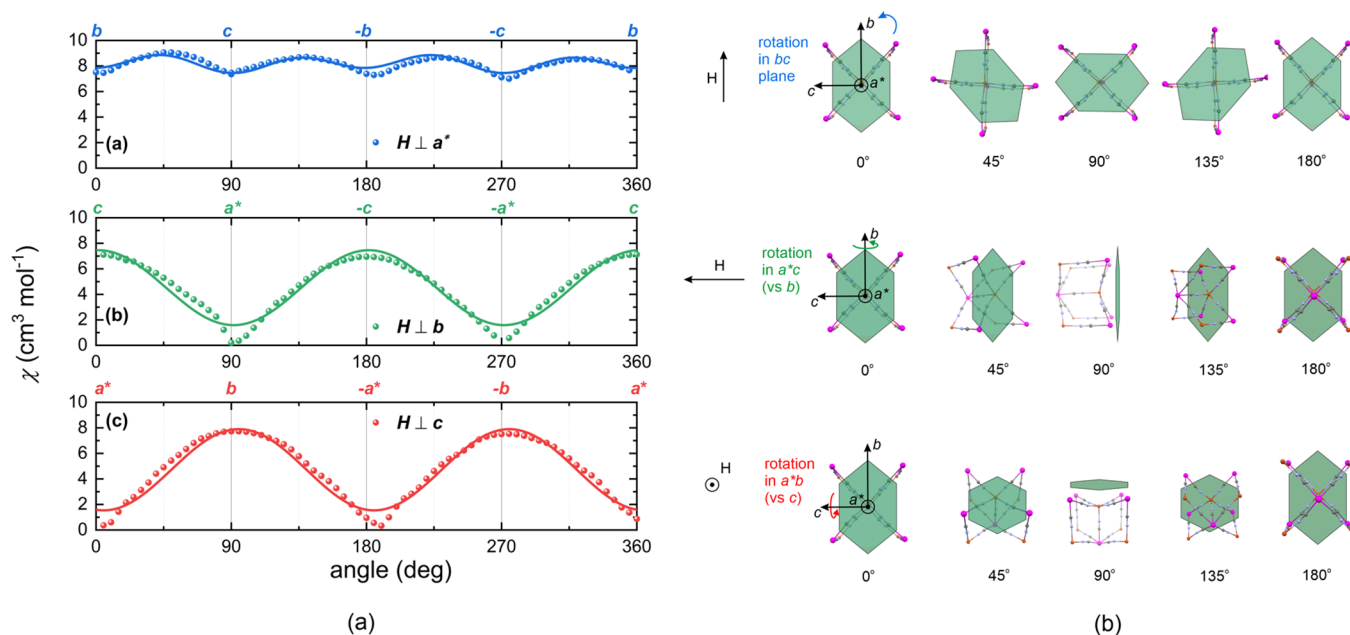 b c -b -c b
10
8
6
4
2
0
(a)
H ⊥ a*
0 90 180 270 360
c a* -c -a* c
10
8
6
4
2
0
(b)
H ⊥ b
0 90 180 270 360
a* b -a* -b a*
10
8
6
4
2
0
(c)
H ⊥ c
0 90 180 270 360
χ (cm³ mol⁻¹)
angle (deg)
(a)
H
rotation
in bc
plane
b
c
a*
0° 45° 90° 135° 180°
H
rotation
in a*c
(vs b)
b
c
a*
0° 45° 90° 135° 180°
H
rotation
in a*b
(vs c)
b
c
a*
0° 45° 90° 135° 180°
(b)